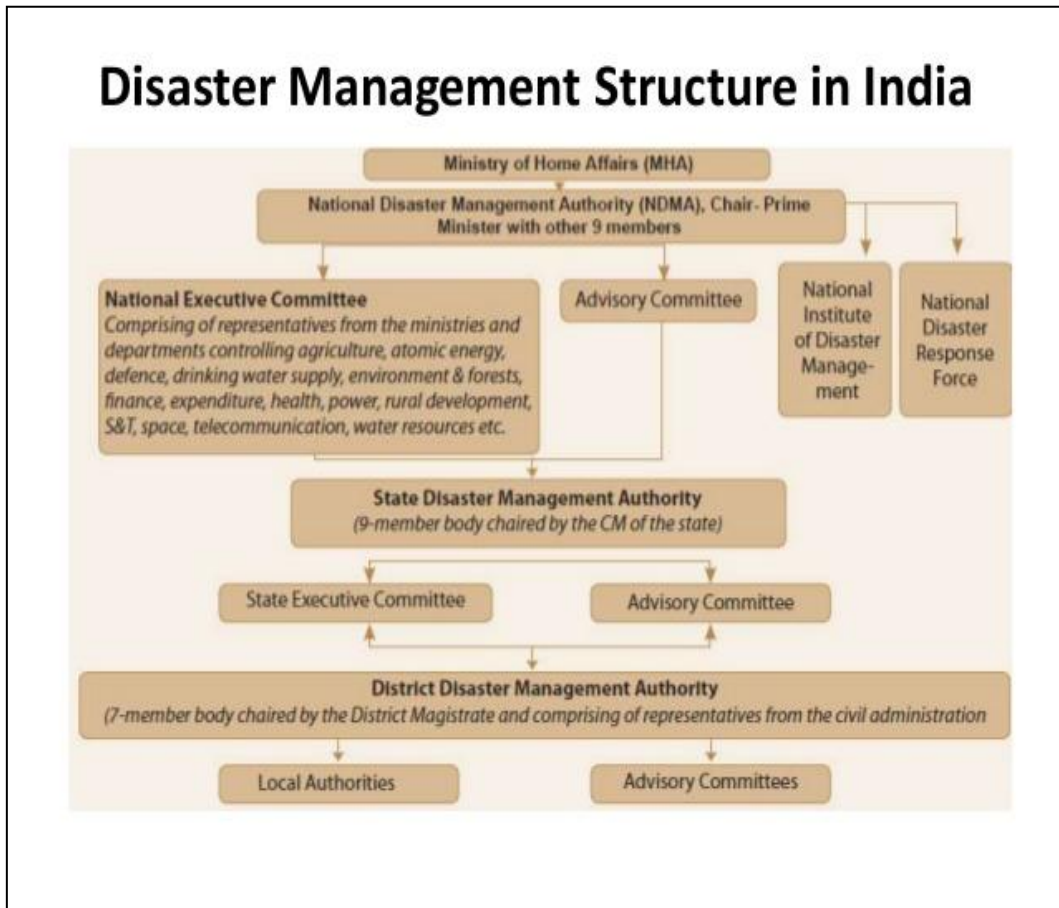 Disaster Management Structure in India
Ministry of Home Affairs (MHA)
National Disaster Management Authority (NDMA), Chair- Prime
Minister with other 9 members
National Executive Committee
Comprising of representatives from the ministries and
departments controlling agriculture, atomic energy,
defence, drinking water supply, environment & forests,
finance, expenditure, health, power, rural development,
S&T, space, telecommunication, water resources etc.
Advisory Committee
National
Institute
of Disaster
Manage-
ment
National
Disaster
Response
Force
State Disaster Management Authority
(9-member body chaired by the CM of the state)
State Executive Committee
Advisory Committee
District Disaster Management Authority
(7-member body chaired by the District Magistrate and comprising of representatives from the civil administration
Local Authorities
Advisory Committees